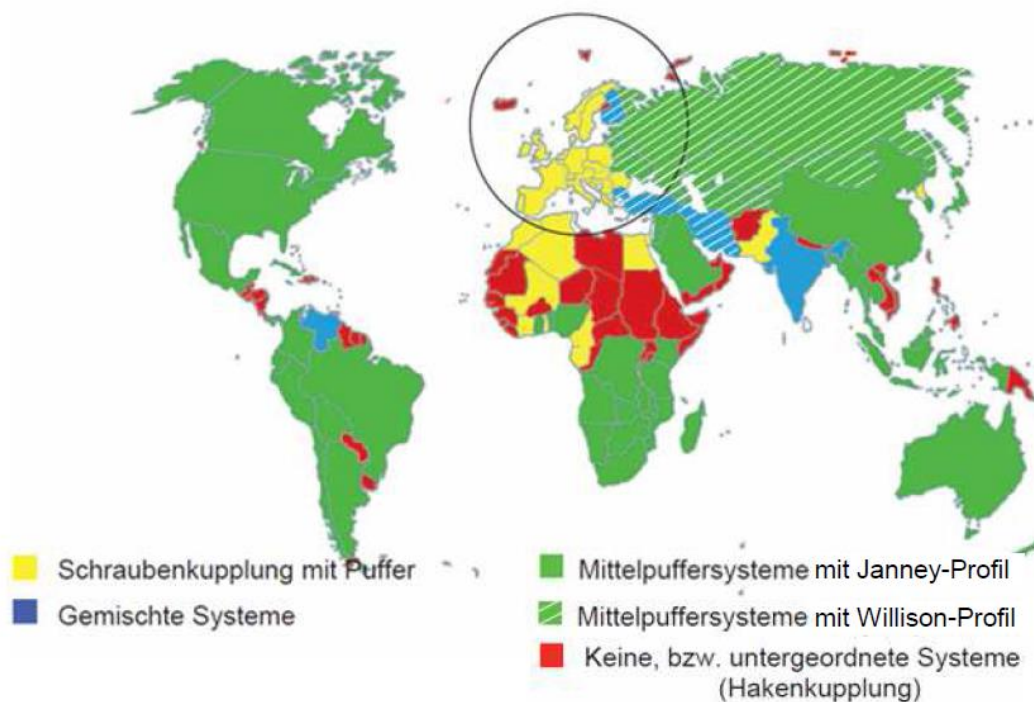 Schraubenkupplung mit Puffer
Gemischte Systeme
Mittelpuffersysteme mit Janney-Profil
Mittelpuffersysteme mit Willison-Profil
Keine, bzw. untergeordnete Systeme
(Hakenkupplung)